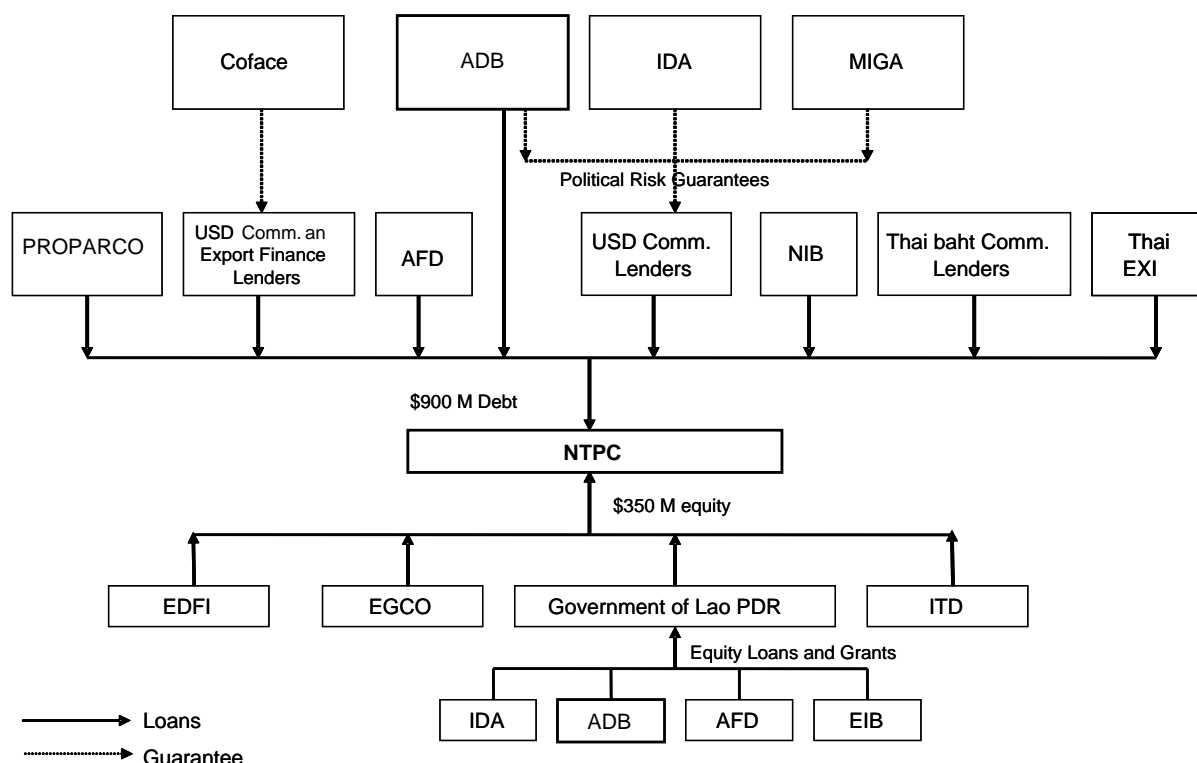 Coface
ADB
IDA
MIGA
Political Risk Guarantees
PROPARCO
USD Comm. an
Export Finance
Lenders
AFD
USD Comm.
Lenders
NIB
Thai baht Comm.
Lenders
Thai
EXI
$900 M Debt
NTPC
$350 M equity
EDFI
EGCO
Government of Lao PDR
ITD
Equity Loans and Grants
IDA
ADB
AFD
EIB
Loans
Guarantee